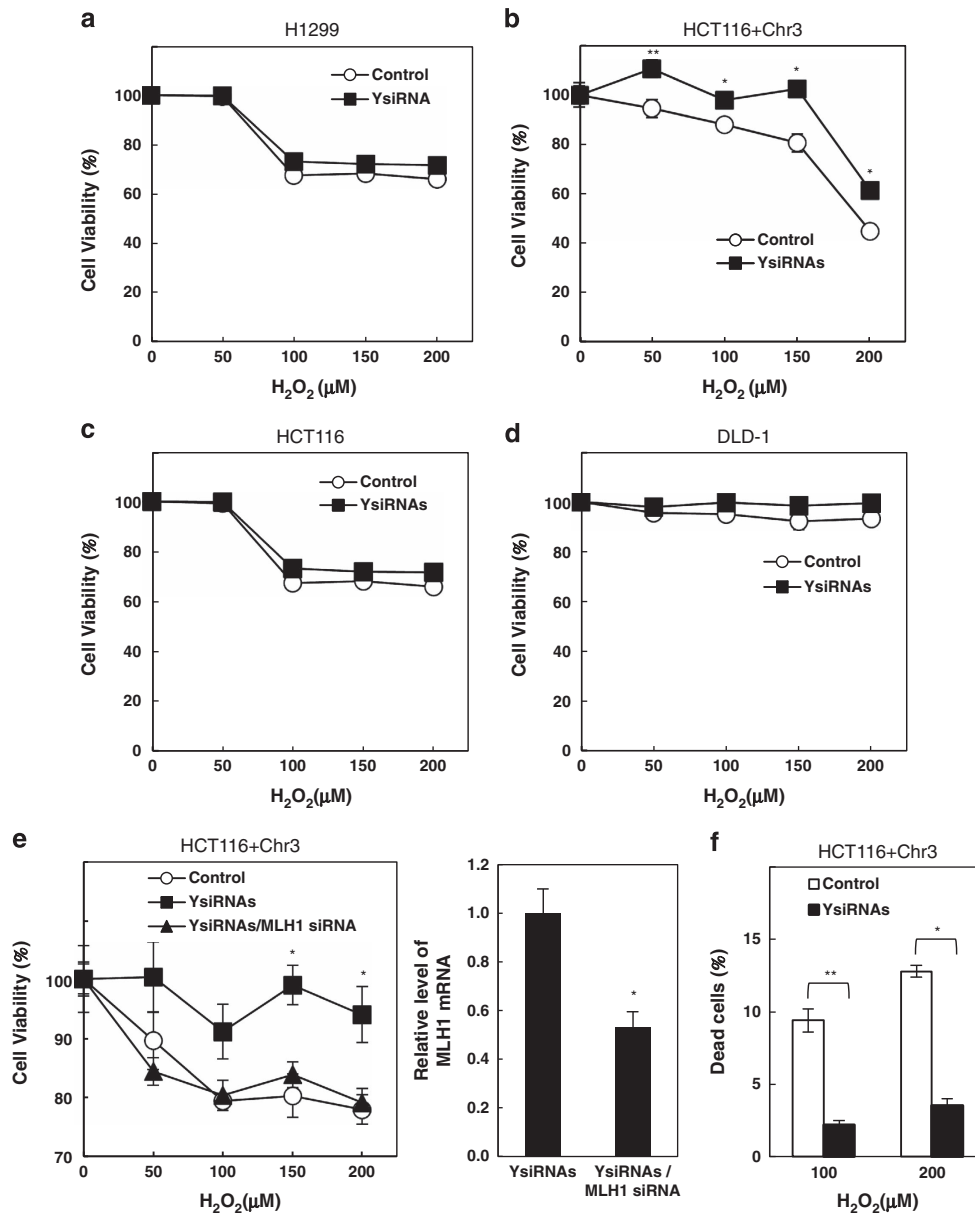 a
H1299
Control
YsiRNA
100
80
60
40
20
0
Cell Viability (%)
0 50 100 150 200
H2O2 (μM)
b
HCT116+Chr3
**
*
*
*
Control
YsiRNAs
100
80
60
40
20
0
Cell Viability (%)
0 50 100 150 200
H2O2 (μM)
c
HCT116
Control
YsiRNAs
100
80
60
40
20
0
Cell Viability (%)
0 50 100 150 200
H2O2(μM)
d
DLD-1
Control
YsiRNAs
100
80
60
40
20
0
Cell Viability (%)
0 50 100 150 200
H2O2(μM)
e
HCT116+Chr3
Control
YsiRNAs
YsiRNAs/MLH1 siRNA
*
*
100
90
80
70
Cell Viability (%)
0 50 100 150 200
H2O2(μM)
1.2
1.0
0.8
0.6
0.4
0.2
0.0
Relative level of
MLH1 mRNA
*
YsiRNAs
YsiRNAs /
MLH1 siRNA
f
HCT116+Chr3
Control
YsiRNAs
15
10
5
0
Dead cells (%)
**
*
100 200
H2O2(μM)